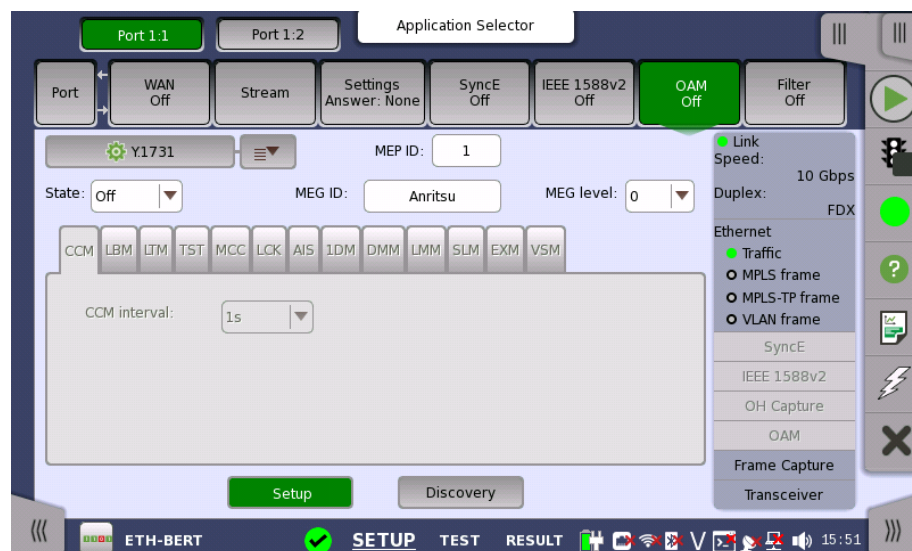 Application Selector
Port 1:1
Port 1:2
Port
WAN
Off
Stream
Settings
Answer: None
SyncE
Off
IEEE 1588v2
Off
OAM
Off
Filter
Off
Y.1731
MEP ID:
1
State:
Off
MEG ID:
Anritsu
MEG level:
0
CCM LBM LTM TST MCC LCK AIS 1DM DMM LMM SLM EXM VSM
CCM interval:
1s
Setup
Discovery
Link
Speed:
10 Gbps
Duplex:
FDX
Ethernet
Traffic
MPLS frame
MPLS-TP frame
VLAN frame
SyncE
IEEE 1588v2
OH Capture
OAM
Frame Capture
Transceiver
ETH-BERT
SETUP
TEST
RESULT
V
15:51